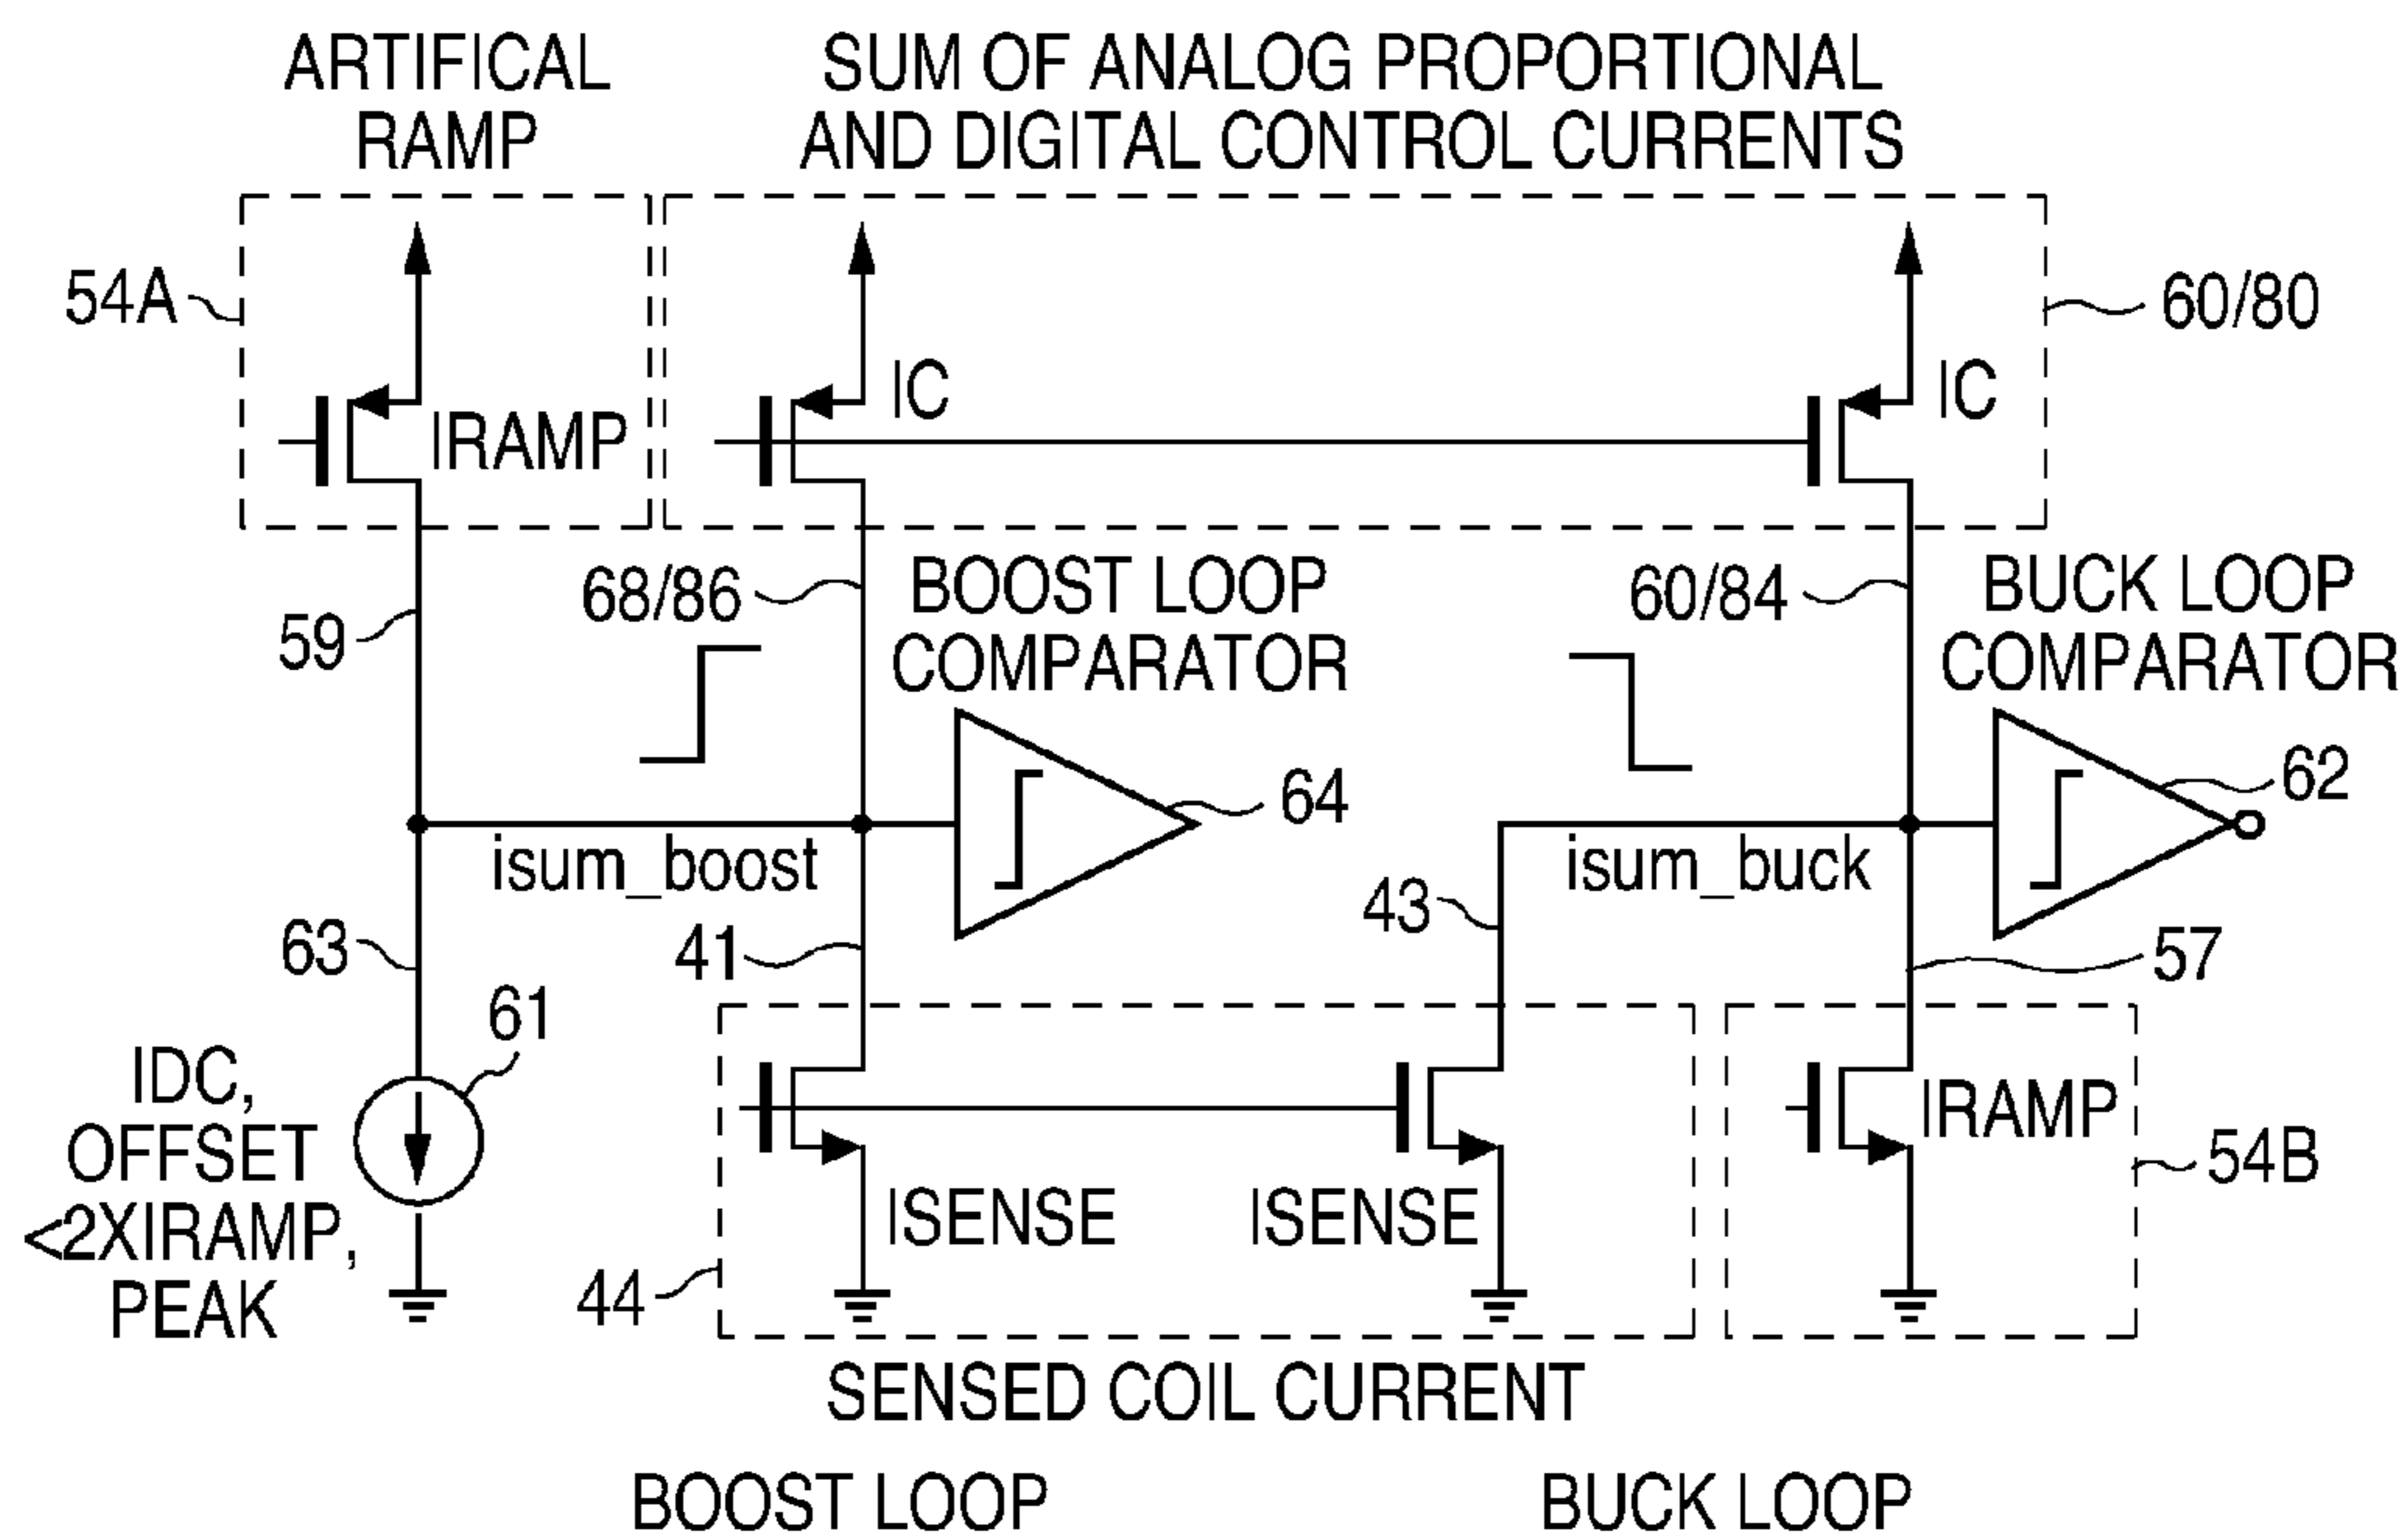 ARTIFICAL
RAMP
SUM OF ANALOG PROPORTIONAL
AND DIGITAL CONTROL CURRENTS
54A
60/80
IC
IC
IRAMP
68/86
BOOST LOOP
COMPARATOR
60/84
BUCK LOOP
COMPARATOR
59
64
62
isum_boost
isum_buck
63
41
43
57
61
IDC,
OFFSET
<2XIRAMP,
PEAK
IRAMP
54B
ISENSE
ISENSE
44
SENSED COIL CURRENT
BOOST LOOP
BUCK LOOP